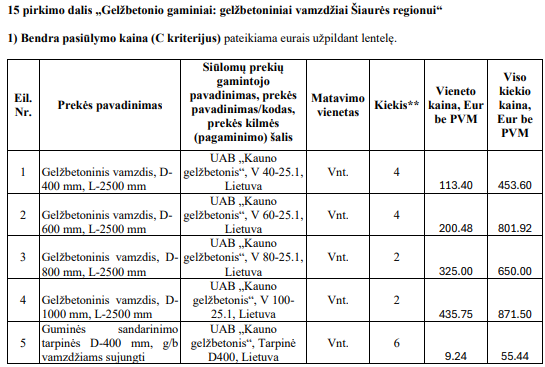 15 pirkimo dalis „Gelžbetonio gaminiai: gelžbetoniniai vamzdžiai Šiaurės regionui“
1) Bendra pasiūlymo kaina (C kriterijus) pateikiama eurais užpildant lentelę.
Eil.
Nr.
Prekės pavadinimas
Siūlomų prekių
gamintojo
pavadinimas, prekės
pavadinimas/kodas,
prekės kilmės
(pagaminimo) šalis
Matavimo
vienetas
Kiekis**
Vieneto
kaina, Eur
be PVM
Viso
kiekio
kaina,
Eur be
PVM
1
Gelžbetoninis vamzdis, D-
400 mm, L-2500 mm
UAB „Kauno
gelžbetonis“, V 40-25.1,
Lietuva
Vnt.
4
113.40
453.60
2
Gelžbetoninis vamzdis, D-
600 mm, L-2500 mm
UAB „Kauno
gelžbetonis“, V 60-25.1,
Lietuva
Vnt.
4
200.48
801.92
3
Gelžbetoninis vamzdis, D-
800 mm, L-2500 mm
UAB „Kauno
gelžbetonis“, V 80-25.1,
Lietuva
Vnt.
2
325.00
650.00
4
Gelžbetoninis vamzdis, D-
1000 mm, L-2500 mm
UAB „Kauno
gelžbetonis“, V 100-
25.1, Lietuva
Vnt.
2
435.75
871.50
5
Guminės sandarinimo
tarpinės D-400 mm, g/b
vamzdžiams sujungti
UAB „Kauno
gelžbetonis“, Tarpinė
D400, Lietuva
Vnt.
6
9.24
55.44